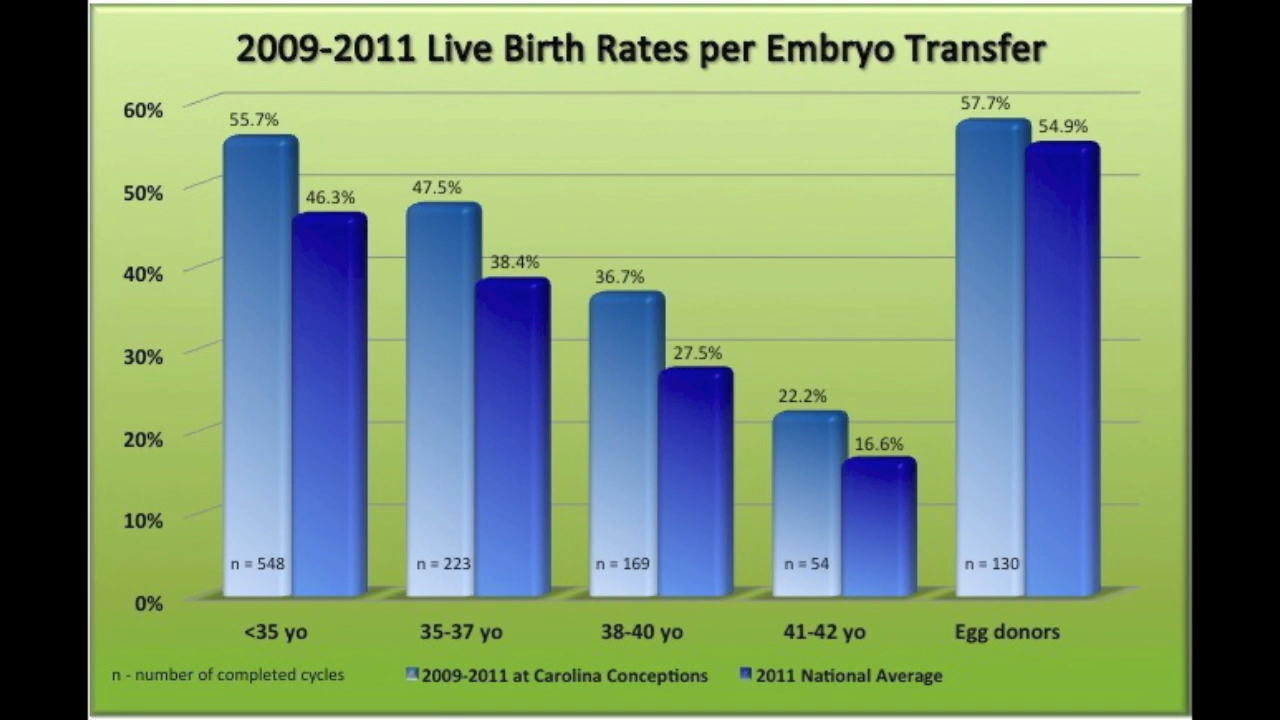 2009-2011 Live Birth Rates per Embryo Transfer
60%
50%
40%
30%
20%
10%
0%
55.7%
46.3%
47.5%
38.4%
36.7%
27.5%
22.2%
16.6%
57.7%
54.9%
n = 548
n = 223
n = 169
n = 54
n = 130
<35 yo
35-37 yo
38-40 yo
41-42 yo
Egg donors
n - number of completed cycles
2009-2011 at Carolina Conceptions
2011 National Average